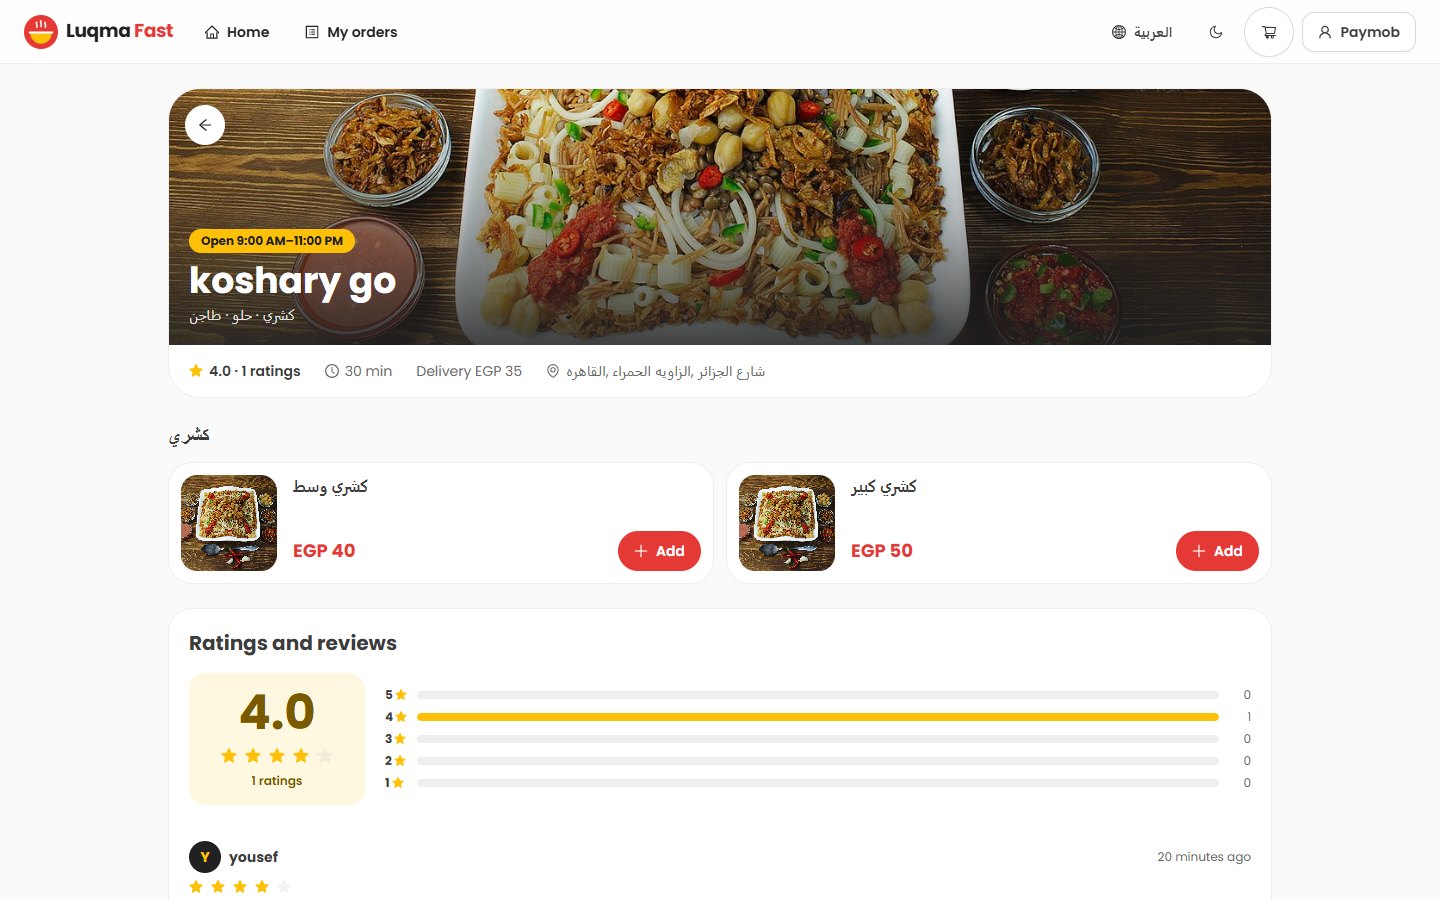 Luqma Fast
Home
My orders
العربية
Paymob
Open 9:00 AM–11:00 PM
koshary go
كشري · حلو · طاجن
4.0 · 1 ratings
30 min
Delivery EGP 35
شارع الجزائر ,الزاويه الحمراء ,القاهره
كشري
كشري وسط
EGP 40
Add
كشري كبير
EGP 50
Add
Ratings and reviews
4.0
1 ratings
5 0
4 1
3 0
2 0
1 0
Y
yousef
20 minutes ago